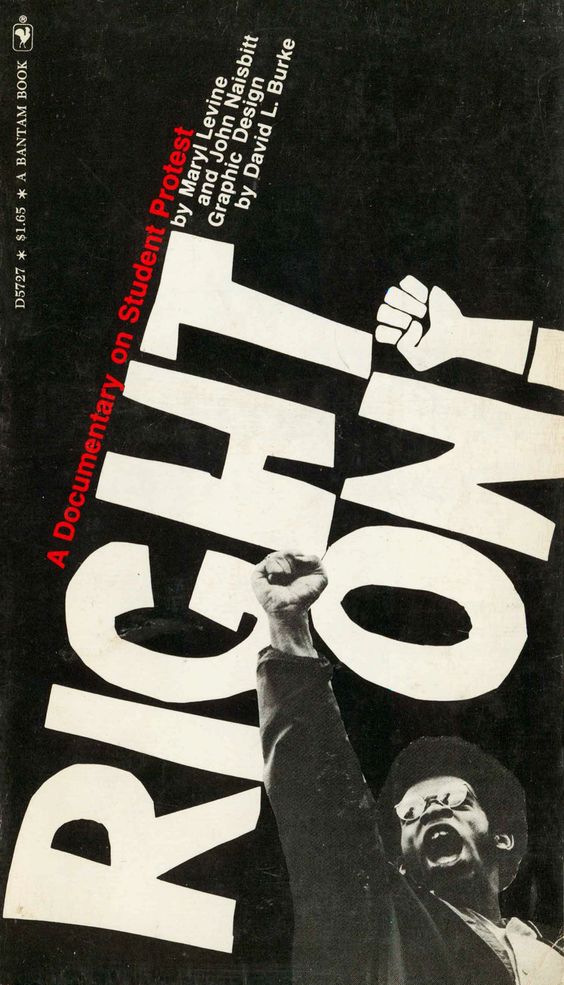 D5727 * $1.65 * A BANTAM BOOK ®
A Documentary on Student Protest
by Maryl Levine
and John Naisbitt
Graphic Design
by David L. Burke
RIGHT
ON!